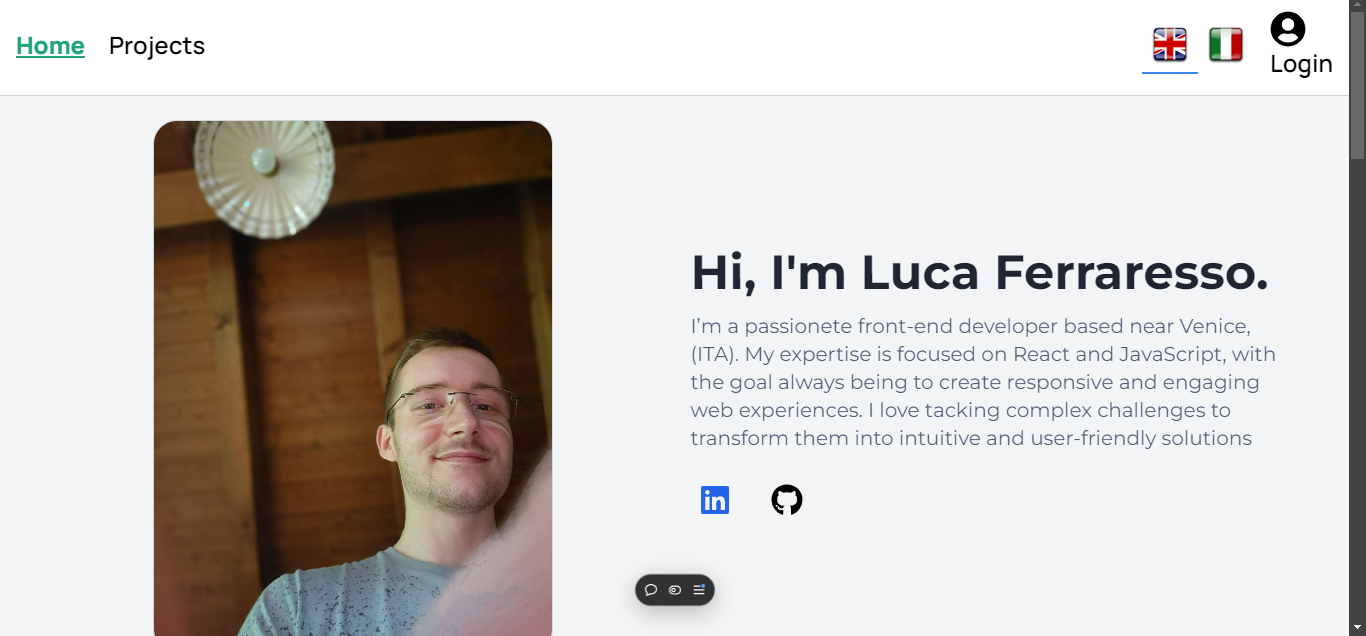 Home Projects
Login
Hi, I'm Luca Ferraresso.
I’m a passionete front-end developer based near Venice,
(ITA). My expertise is focused on React and JavaScript, with
the goal always being to create responsive and engaging
web experiences. I love tacking complex challenges to
transform them into intuitive and user-friendly solutions
in